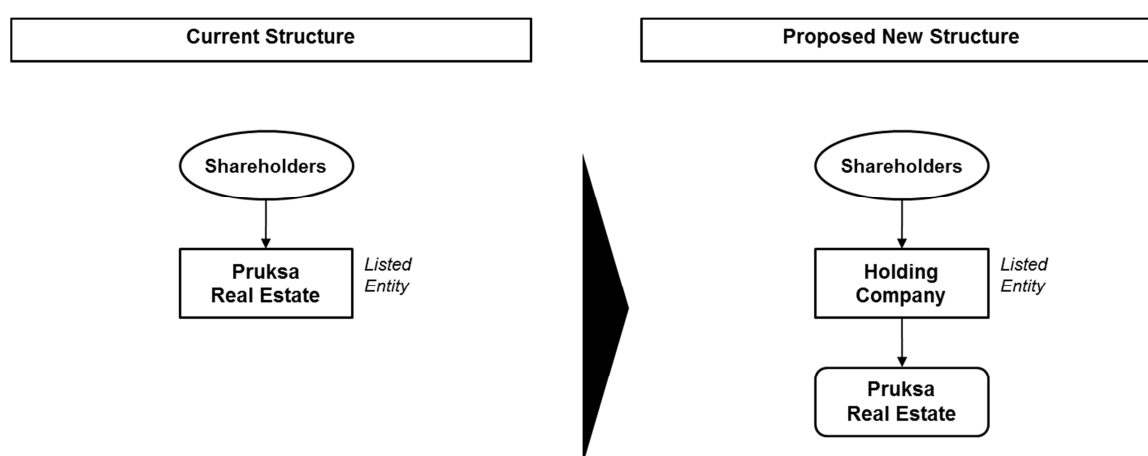 Current Structure
Proposed New Structure
Shareholders
Pruksa
Real Estate
Listed
Entity
Shareholders
Holding
Company
Listed
Entity
Pruksa
Real Estate